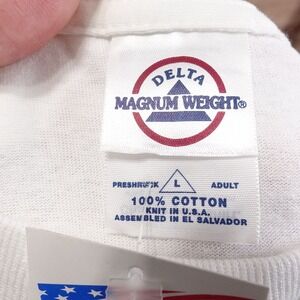 DELTA
MAGNUM WEIGHT®
PRESHRUNK L ADULT
100% COTTON
KNIT IN U.S.A.
ASSEMBLED IN EL SALVADOR